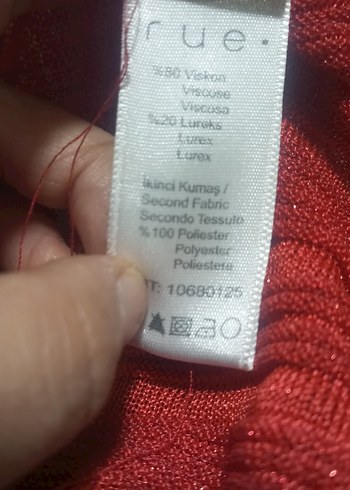 rue.
%80 Viskon
Viscose
Viscosa
%20 Lureks
Lurex
Lurex
İkinci Kumaş /
Second Fabric
Secondo Tessuto
%100 Poliester
Polyester
Poliestere
T: 10680125